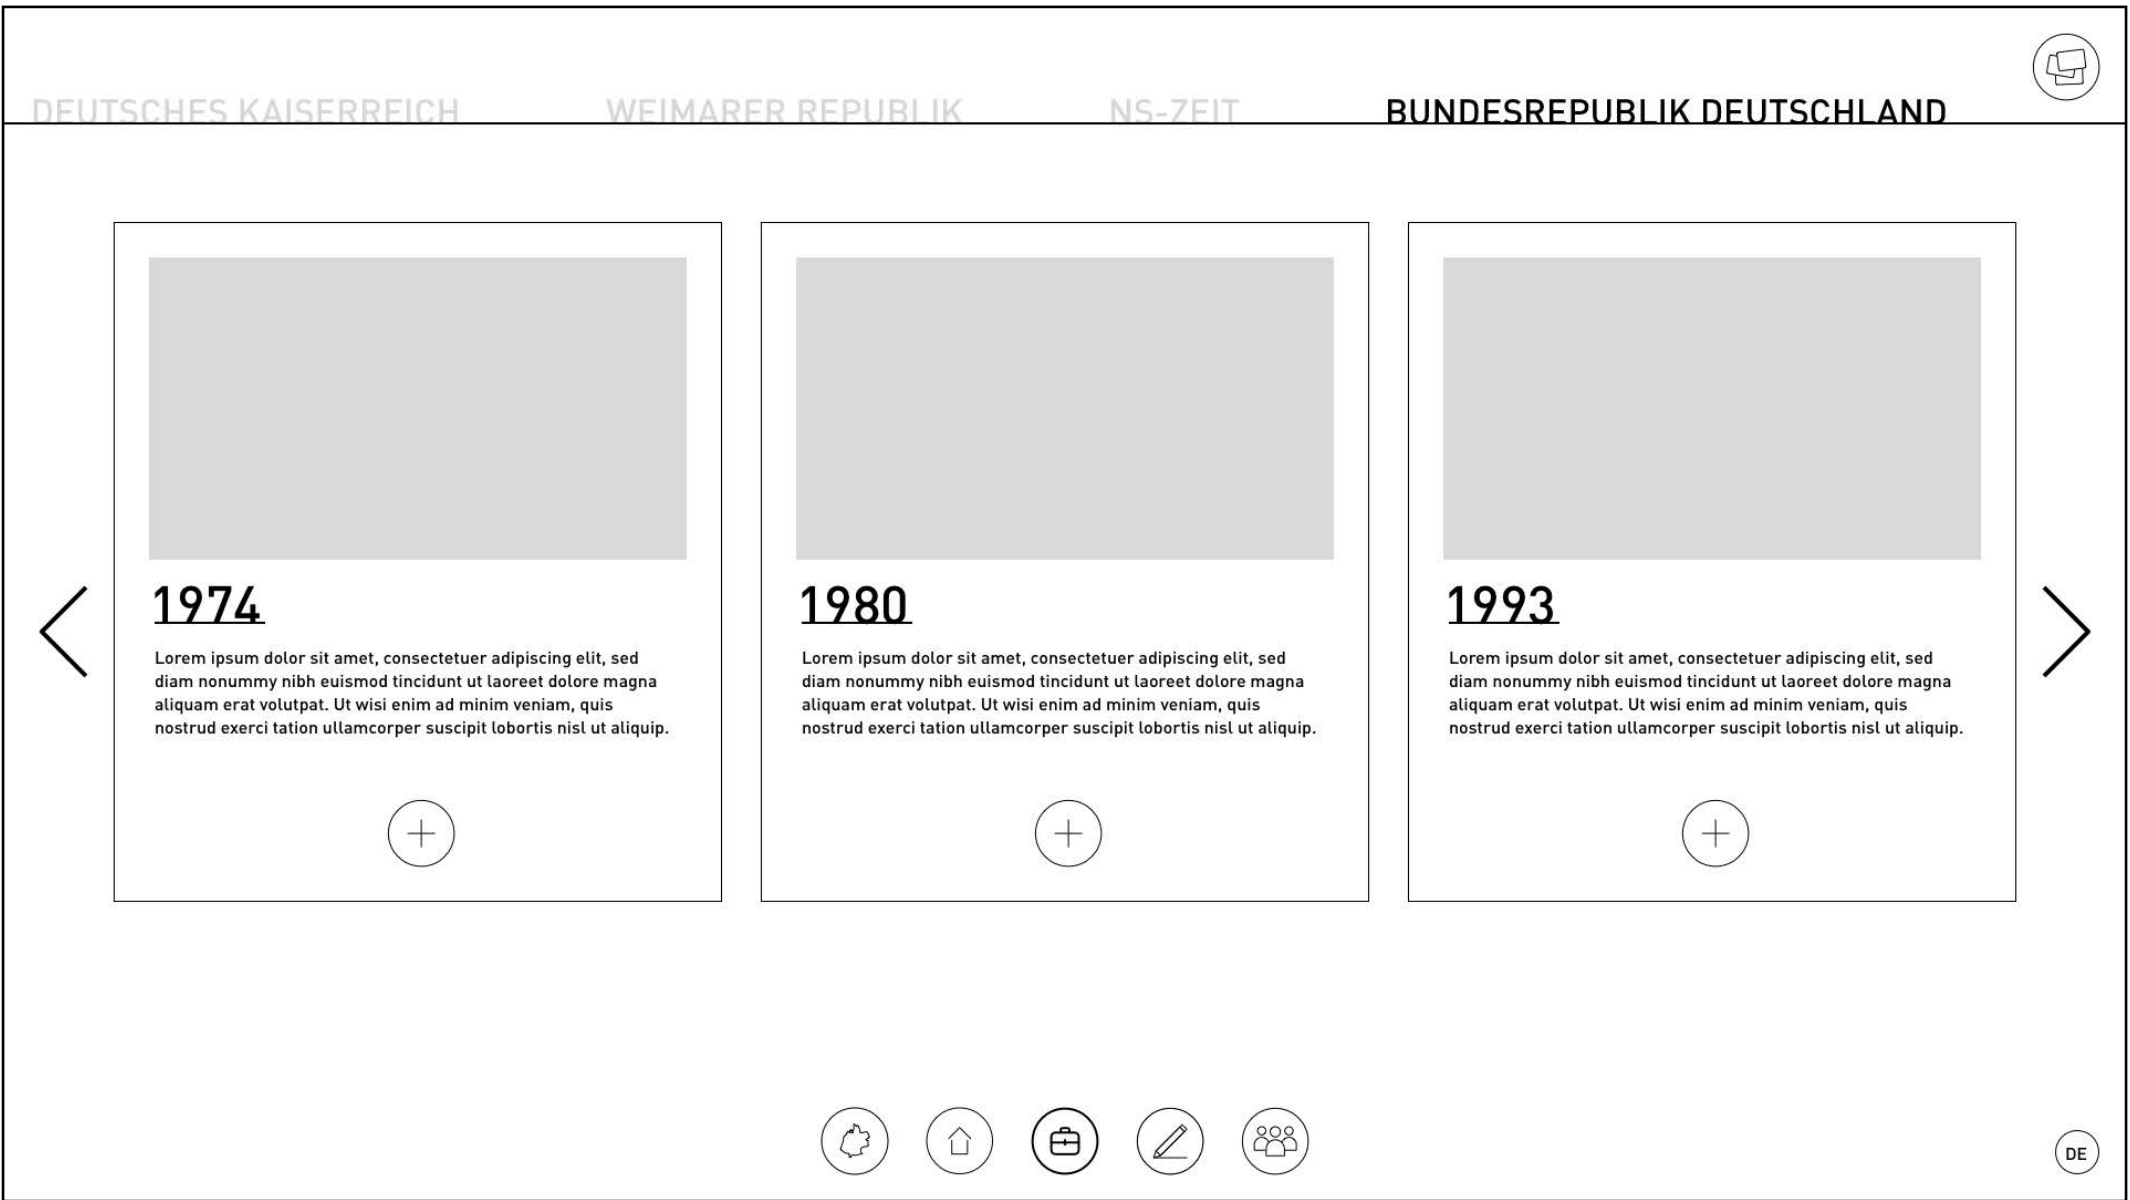 DEUTSCHES KAISERREICH
WEIMARER REPUBLIK
NS-ZEIT
BUNDESREPUBLIK DEUTSCHLAND
1974
Lorem ipsum dolor sit amet, consectetuer adipiscing elit, sed
diam nonummy nibh euismod tincidunt ut laoreet dolore magna
aliquam erat volutpat. Ut wisi enim ad minim veniam, quis
nostrud exerci tation ullamcorper suscipit lobortis nisl ut aliquip.
1980
Lorem ipsum dolor sit amet, consectetuer adipiscing elit, sed
diam nonummy nibh euismod tincidunt ut laoreet dolore magna
aliquam erat volutpat. Ut wisi enim ad minim veniam, quis
nostrud exerci tation ullamcorper suscipit lobortis nisl ut aliquip.
1993
Lorem ipsum dolor sit amet, consectetuer adipiscing elit, sed
diam nonummy nibh euismod tincidunt ut laoreet dolore magna
aliquam erat volutpat. Ut wisi enim ad minim veniam, quis
nostrud exerci tation ullamcorper suscipit lobortis nisl ut aliquip.
DE